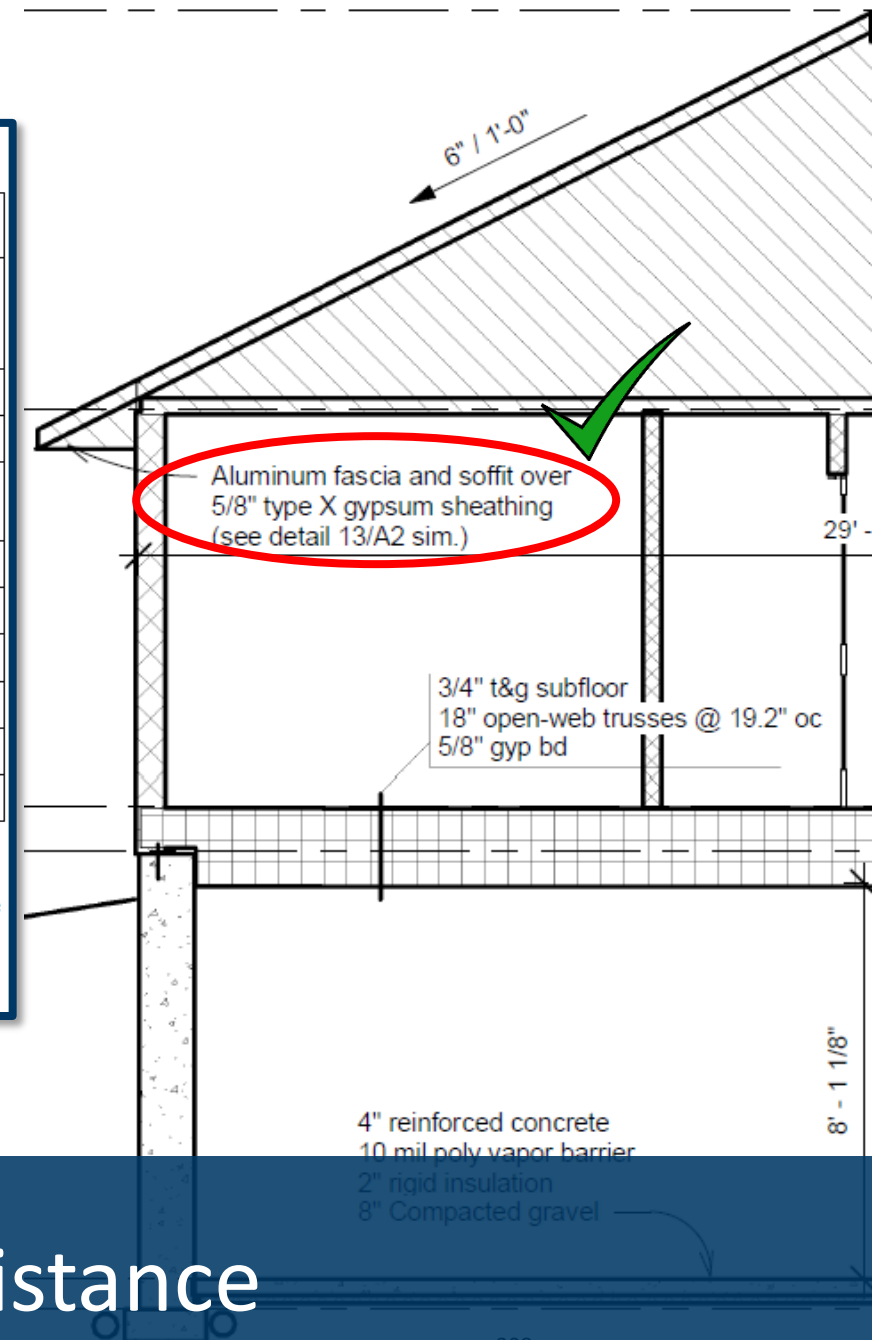 6" / 1'-0"
Aluminum fascia and soffit over
5/8" type X gypsum sheathing
(see detail 13/A2 sim.)
29' -
3/4" t&g subfloor
18" open-web trusses @ 19.2" oc
5/8" gyp bd
8' - 1 1/8"
4" reinforced concrete
10 mil poly vapor barrier
2" rigid insulation
8" Compacted gravel
istance